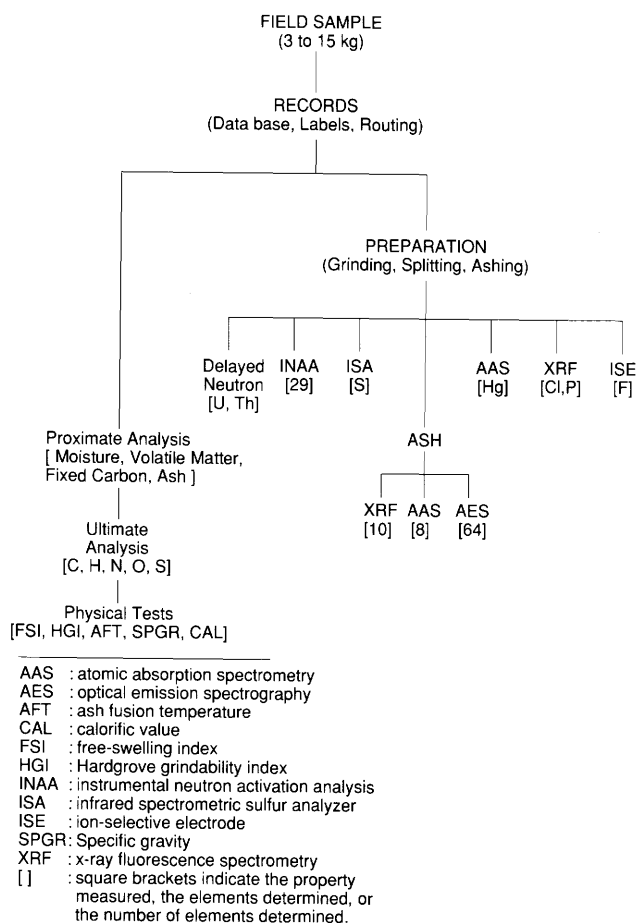 FIELD SAMPLE
(3 to 15 kg)
RECORDS
(Data base, Labels, Routing)
PREPARATION
(Grinding, Splitting, Ashing)
Delayed
Neutron
[U, Th]
INAA
[29]
ISA
[S]
AAS
[Hg]
XRF
[Cl,P]
ISE
[F]
Proximate Analysis
[ Moisture, Volatile Matter,
Fixed Carbon, Ash ]
ASH
XRF
[10]
AAS
[8]
AES
[64]
Ultimate
Analysis
[C, H, N, O, S]
Physical Tests
[FSI, HGI, AFT, SPGR, CAL]
AAS : atomic absorption spectrometry
AES : optical emission spectrography
AFT : ash fusion temperature
CAL : calorific value
FSI : free-swelling index
HGI : Hardgrove grindability index
INAA : instrumental neutron activation analysis
ISA : infrared spectrometric sulfur analyzer
ISE : ion-selective electrode
SPGR: Specific gravity
XRF : x-ray fluorescence spectrometry
[ ] : square brackets indicate the property
measured, the elements determined, or
the number of elements determined.